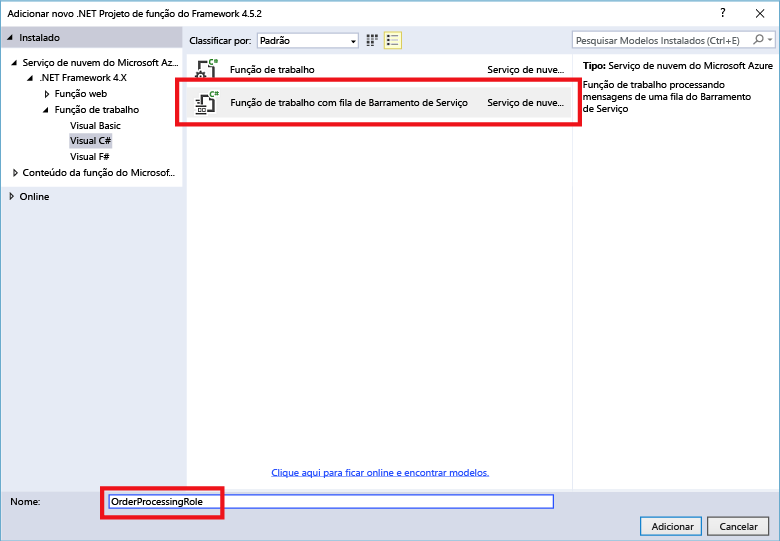 Adicionar novo .NET Projeto de função do Framework 4.5.2
?
Instalado
Classificar por: Padrão
Pesquisar Modelos Instalados (Ctrl+E)
Serviço de nuvem do Microsoft Az...
.NET Framework 4.X
Função web
Função de trabalho
Visual Basic
Visual C#
Visual F#
Conteúdo da função do Microsof...
Online
C#
Função de trabalho
Serviço de nuve...
C#
Função de trabalho com fila de Barramento de Serviço
Serviço de nuve...
Tipo: Serviço de nuvem do Microsoft Azure
Função de trabalho processando
mensagens de uma fila do Barramento
de Serviço
Clique aqui para ficar online e encontrar modelos.
Nome:
OrderProcessingRole
Adicionar
Cancelar